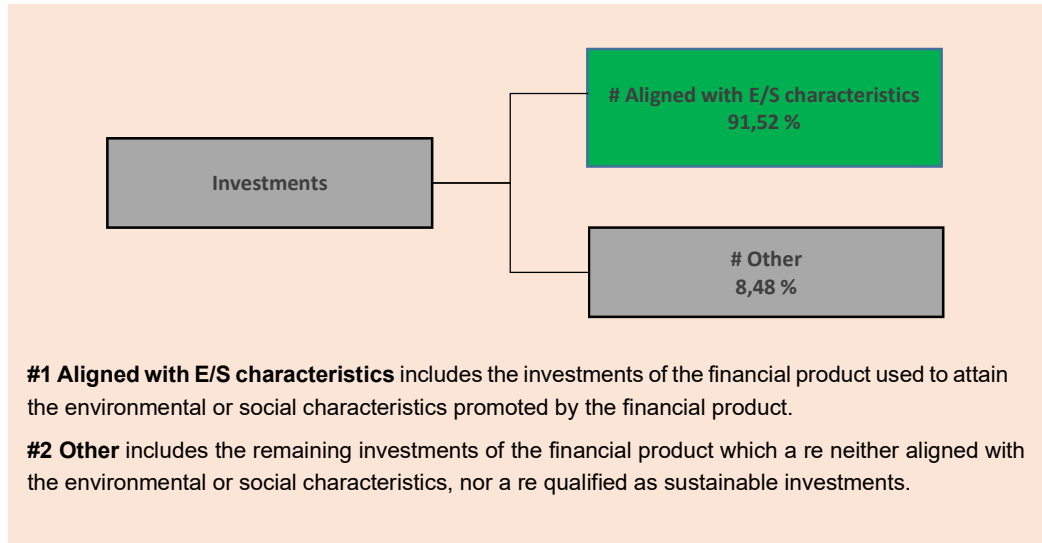 # Aligned with E/S characteristics
91,52 %
Investments
# Other
8,48 %
#1 Aligned with E/S characteristics includes the investments of the financial product used to attain
the environmental or social characteristics promoted by the financial product.
#2 Other includes the remaining investments of the financial product which a re neither aligned with
the environmental or social characteristics, nor a re qualified as sustainable investments.